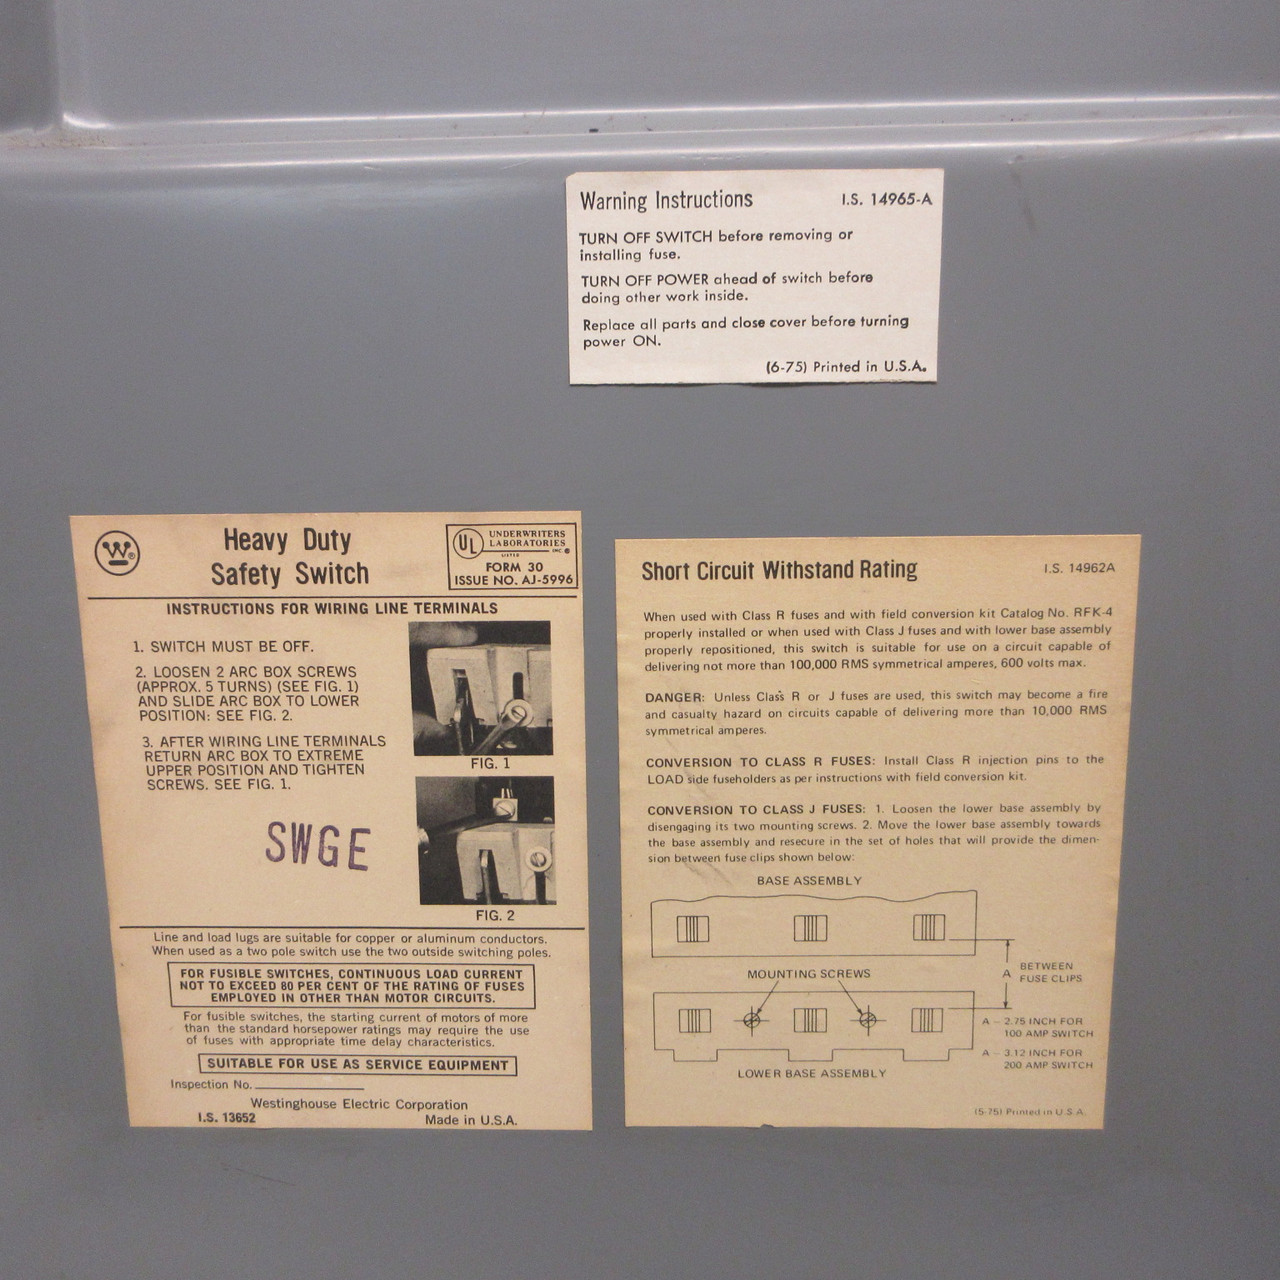 Warning Instructions I.S. 14965-A
TURN OFF SWITCH before removing or
installing fuse.
TURN OFF POWER ahead of switch before
doing other work inside.
Replace all parts and close cover before turning
power ON.
(6-75) Printed in U.S.A.
W ®
Heavy Duty
Safety Switch
UL UNDERWRITERS
LABORATORIES
LISTED INC. ®
FORM 30
ISSUE NO. AJ-5996
INSTRUCTIONS FOR WIRING LINE TERMINALS
1. SWITCH MUST BE OFF.
2. LOOSEN 2 ARC BOX SCREWS
(APPROX. 5 TURNS) (SEE FIG. 1)
AND SLIDE ARC BOX TO LOWER
POSITION: SEE FIG. 2.
3. AFTER WIRING LINE TERMINALS
RETURN ARC BOX TO EXTREME
UPPER POSITION AND TIGHTEN
SCREWS. SEE FIG. 1.
FIG. 1
SWGE
FIG. 2
Line and load lugs are suitable for copper or aluminum conductors.
When used as a two pole switch use the two outside switching poles.
FOR FUSIBLE SWITCHES, CONTINUOUS LOAD CURRENT
NOT TO EXCEED 80 PER CENT OF THE RATING OF FUSES
EMPLOYED IN OTHER THAN MOTOR CIRCUITS.
For fusible switches, the starting current of motors of more
than the standard horsepower ratings may require the use
of fuses with appropriate time delay characteristics.
SUITABLE FOR USE AS SERVICE EQUIPMENT
Inspection No.
Westinghouse Electric Corporation
I.S. 13652 Made in U.S.A.
Short Circuit Withstand Rating I.S. 14962A
When used with Class R fuses and with field conversion kit Catalog No. RFK-4
properly installed or when used with Class J fuses and with lower base assembly
properly repositioned, this switch is suitable for use on a circuit capable of
delivering not more than 100,000 RMS symmetrical amperes, 600 volts max.
DANGER: Unless Class R or J fuses are used, this switch may become a fire
and casualty hazard on circuits capable of delivering more than 10,000 RMS
symmetrical amperes.
CONVERSION TO CLASS R FUSES: Install Class R injection pins to the
LOAD side fuseholders as per instructions with field conversion kit.
CONVERSION TO CLASS J FUSES: 1. Loosen the lower base assembly by
disengaging its two mounting screws. 2. Move the lower base assembly towards
the base assembly and resecure in the set of holes that will provide the dimen-
sion between fuse clips shown below:
BASE ASSEMBLY
MOUNTING SCREWS
A BETWEEN
FUSE CLIPS
A - 2.75 INCH FOR
100 AMP SWITCH
A - 3.12 INCH FOR
200 AMP SWITCH
LOWER BASE ASSEMBLY
(5-75) Printed in U.S.A.